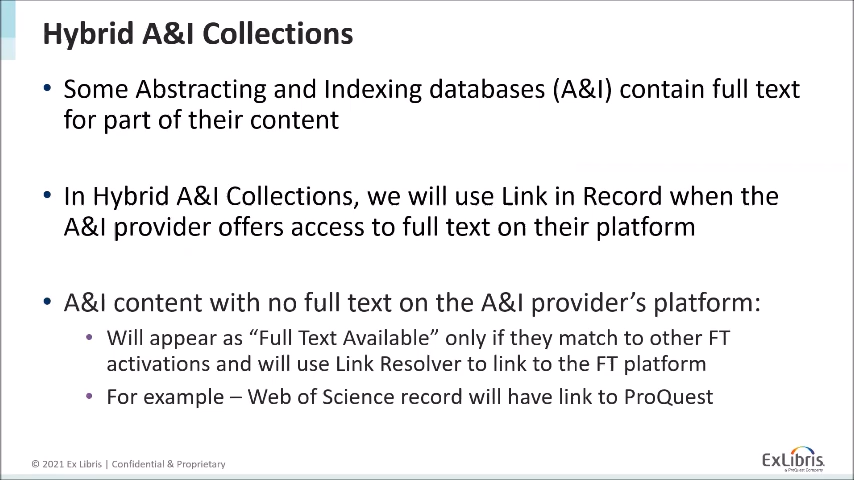 Hybrid A&I Collections
• Some Abstracting and Indexing databases (A&I) contain full text
for part of their content
• In Hybrid A&I Collections, we will use Link in Record when the
A&I provider offers access to full text on their platform
• A&I content with no full text on the A&I provider’s platform:
• Will appear as “Full Text Available” only if they match to other FT
activations and will use Link Resolver to link to the FT platform
• For example – Web of Science record will have link to ProQuest
© 2021 Ex Libris | Confidential & Proprietary
ExLibris
a ProQuest Company